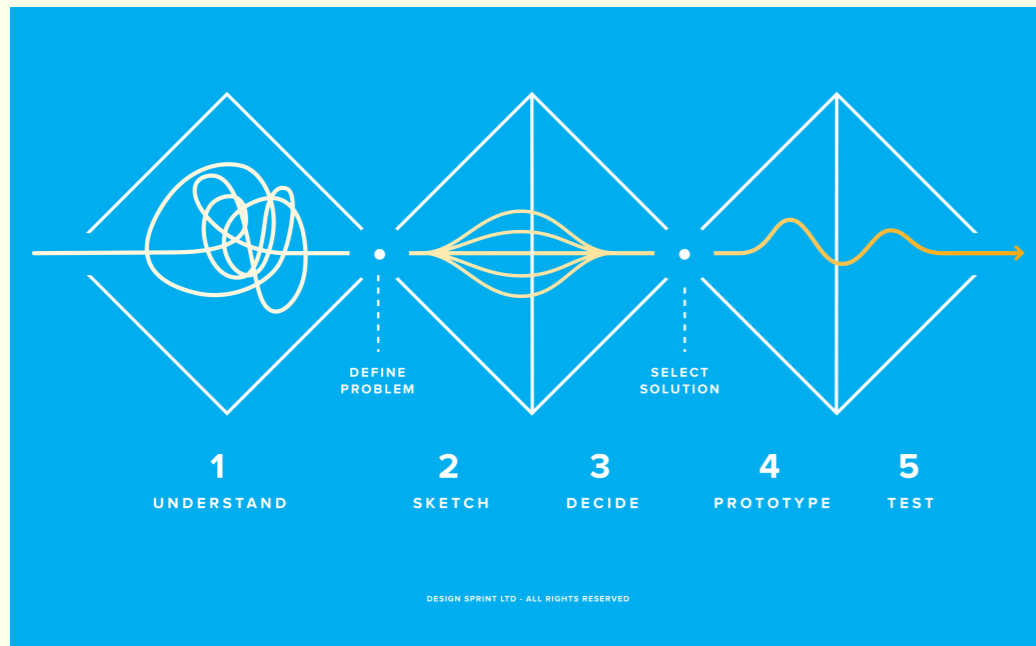 DEFINE
PROBLEM
SELECT
SOLUTION
1
UNDERSTAND
2
SKETCH
3
DECIDE
4
PROTOTYPE
5
TEST
DESIGN SPRINT LTD - ALL RIGHTS RESERVED